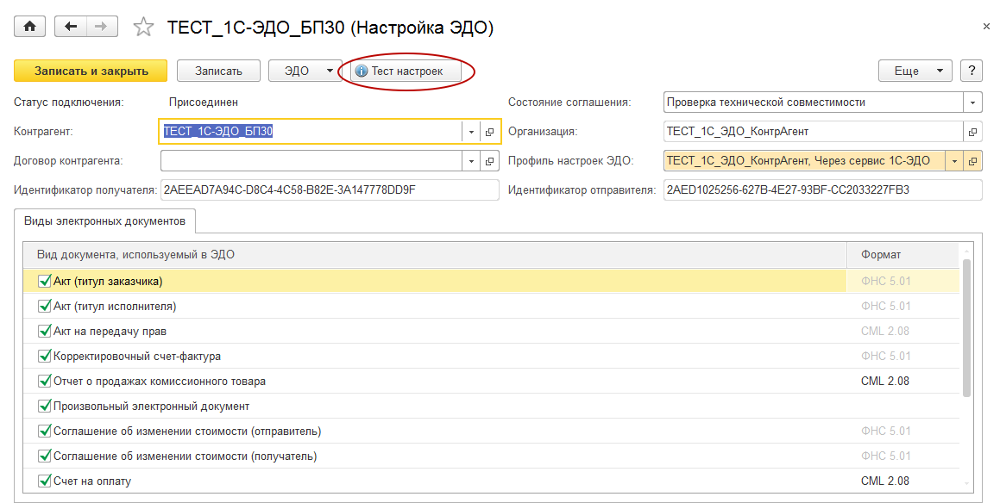 ТЕСТ_1С-ЭДО_БП30 (Настройка ЭДО)
Записать и закрыть Записать ЭДО Тест настроек Еще ?
Статус подключения: Присоединен Состояние соглашения: Проверка технической совместимости
Контрагент: ТЕСТ_1С-ЭДО_БП30 Организация: ТЕСТ_1С_ЭДО_КонтрАгент
Договор контрагента: Профиль настроек ЭДО: ТЕСТ_1С_ЭДО_КонтрАгент, Через сервис 1С-ЭДО
Идентификатор получателя: 2AEEAD7A94C-D8C4-4C58-B82E-3A147778DD9F Идентификатор отправителя: 2AED1025256-627B-4E27-93BF-CC2033227FB3
Виды электронных документов
Вид документа, используемый в ЭДО Формат
Акт (титул заказчика) ФНС 5.01
Акт (титул исполнителя) ФНС 5.01
Акт на передачу прав CML 2.08
Корректировочный счет-фактура ФНС 5.01
Отчет о продажах комиссионного товара CML 2.08
Произвольный электронный документ
Соглашение об изменении стоимости (отправитель) ФНС 5.01
Соглашение об изменении стоимости (получатель) ФНС 5.01
Счет на оплату CML 2.08